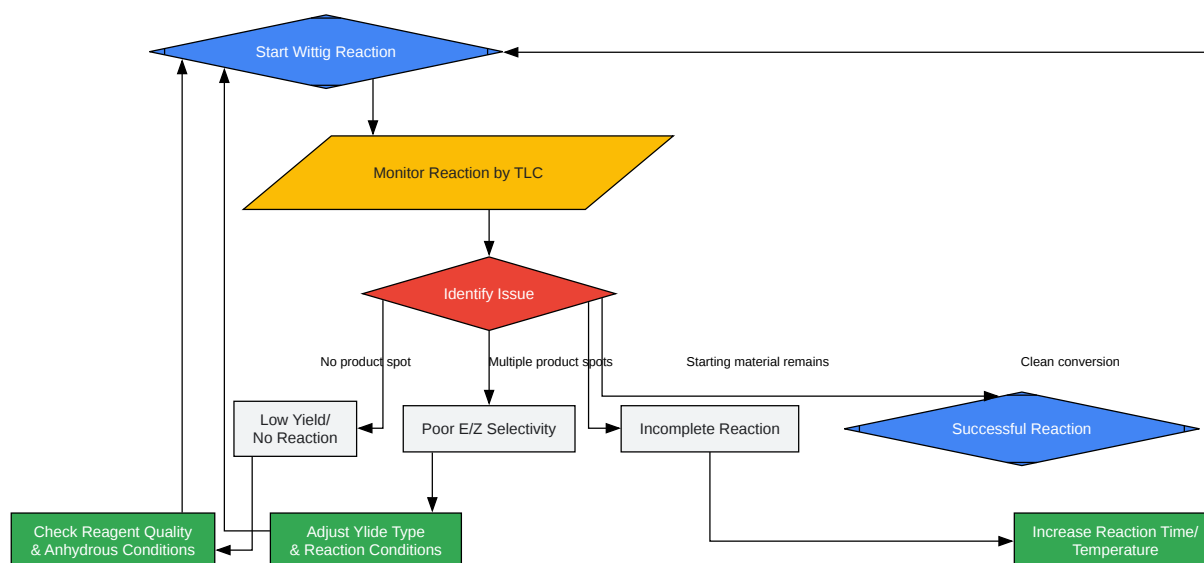 Start Wittig Reaction
Monitor Reaction by TLC
Identify Issue
No product spot
Multiple product spots
Starting material remains
Clean conversion
Low Yield/
No Reaction
Poor E/Z Selectivity
Incomplete Reaction
Successful Reaction
Check Reagent Quality
& Anhydrous Conditions
Adjust Ylide Type
& Reaction Conditions
Increase Reaction Time/
Temperature